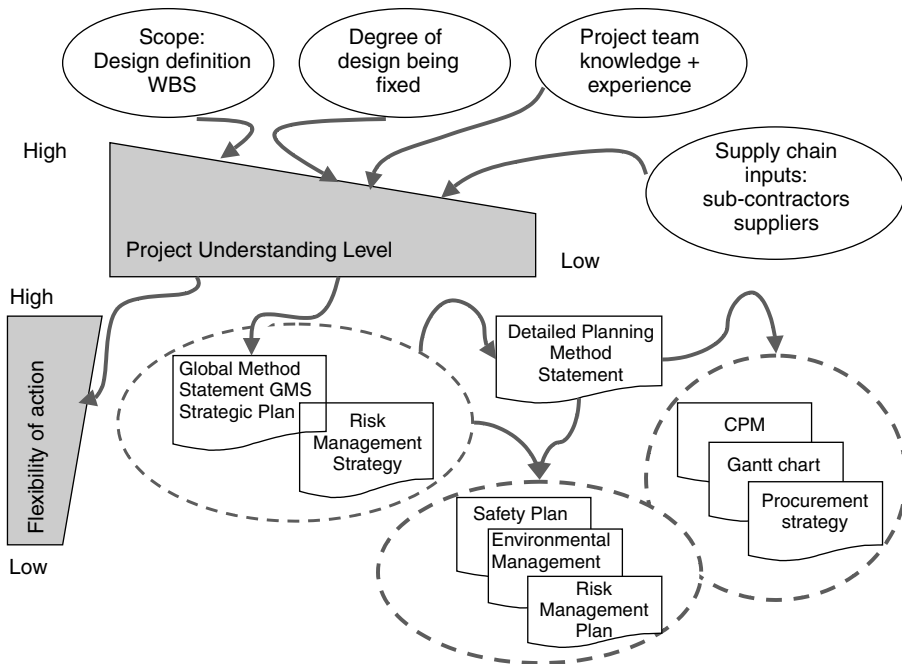 Scope:
Design definition
WBS
Degree of
design being
fixed
Project team
knowledge +
experience
High
Supply chain
inputs:
sub-contractors
suppliers
Project Understanding Level
Low
High
Flexibility of action
Low
Global Method
Statement GMS
Strategic Plan
Risk
Management
Strategy
Detailed Planning
Method
Statement
CPM
Gantt chart
Procurement
strategy
Safety Plan
Environmental
Management
Risk
Management
Plan